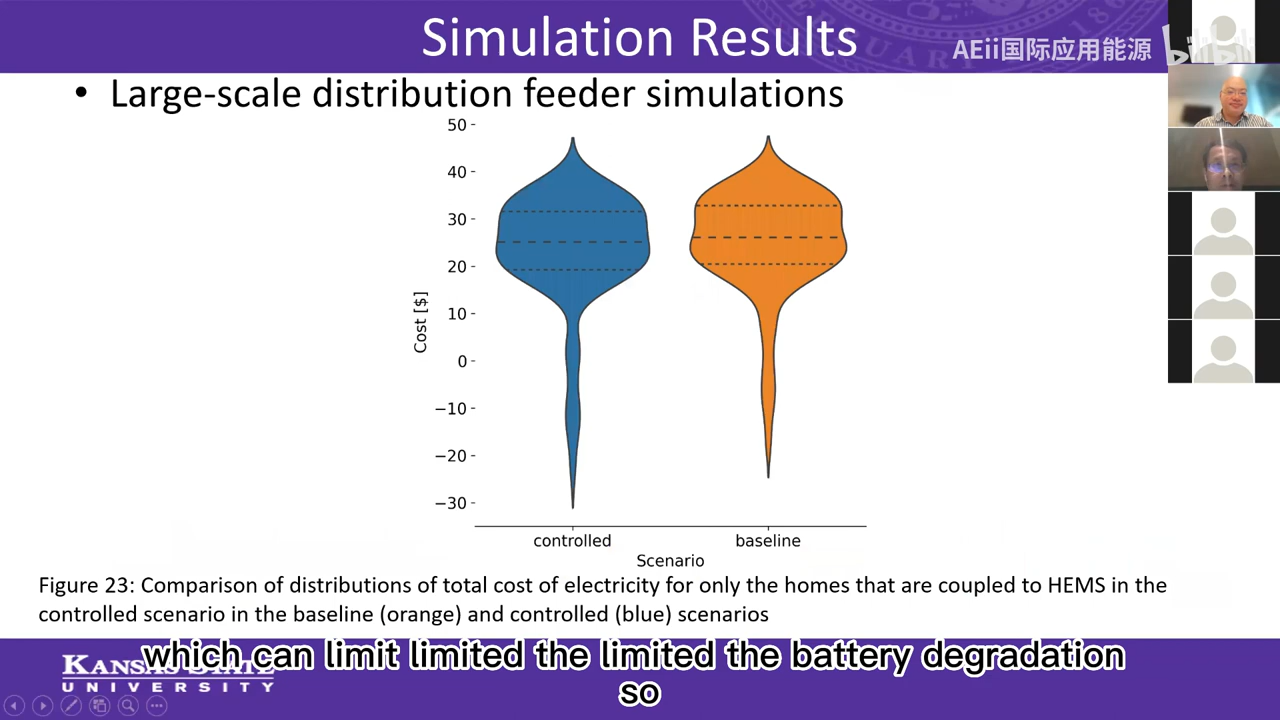 Simulation Results
AEii国际应用能源
bilibili
• Large-scale distribution feeder simulations
50
40
30
20
10
0
−10
−20
−30
Cost [$]
controlled
baseline
Scenario
Figure 23: Comparison of distributions of total cost of electricity for only the homes that are coupled to HEMS in the
controlled scenario in the baseline (orange) and controlled (blue) scenarios
KANSAS STATE
UNIVERSITY
which can limit limited the limited the battery degradation
so